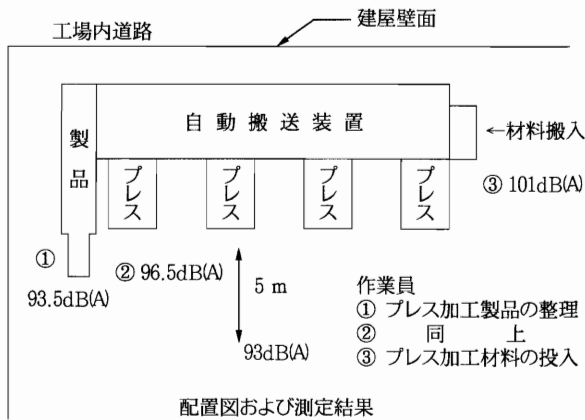 工場内道路
建屋壁面
自動搬送装置
製品
←材料搬入
プレス
プレス
プレス
プレス
③ 101dB(A)
①
93.5dB(A)
② 96.5dB(A)
5 m
93dB(A)
作業員
① プレス加工製品の整理
② 同 上
③ プレス加工材料の投入
配置図および測定結果